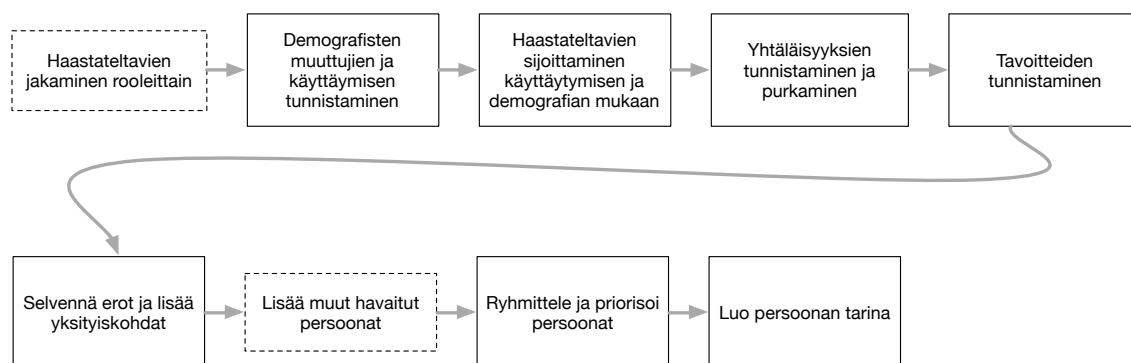 Haastateltavien
jakaminen rooleittain
Demografisten
muuttujien ja
käyttäymisen
tunnistaminen
Haastateltavien
sijoittaminen
käyttäytymisen ja
demografian mukaan
Yhtäläisyyksien
tunnistaminen ja
purkaminen
Tavoitteiden
tunnistaminen
Selvennä erot ja lisää
yksityiskohdat
Lisää muut havaitut
persoonat
Ryhmittele ja priorisoi
persoonat
Luo persoonan tarina